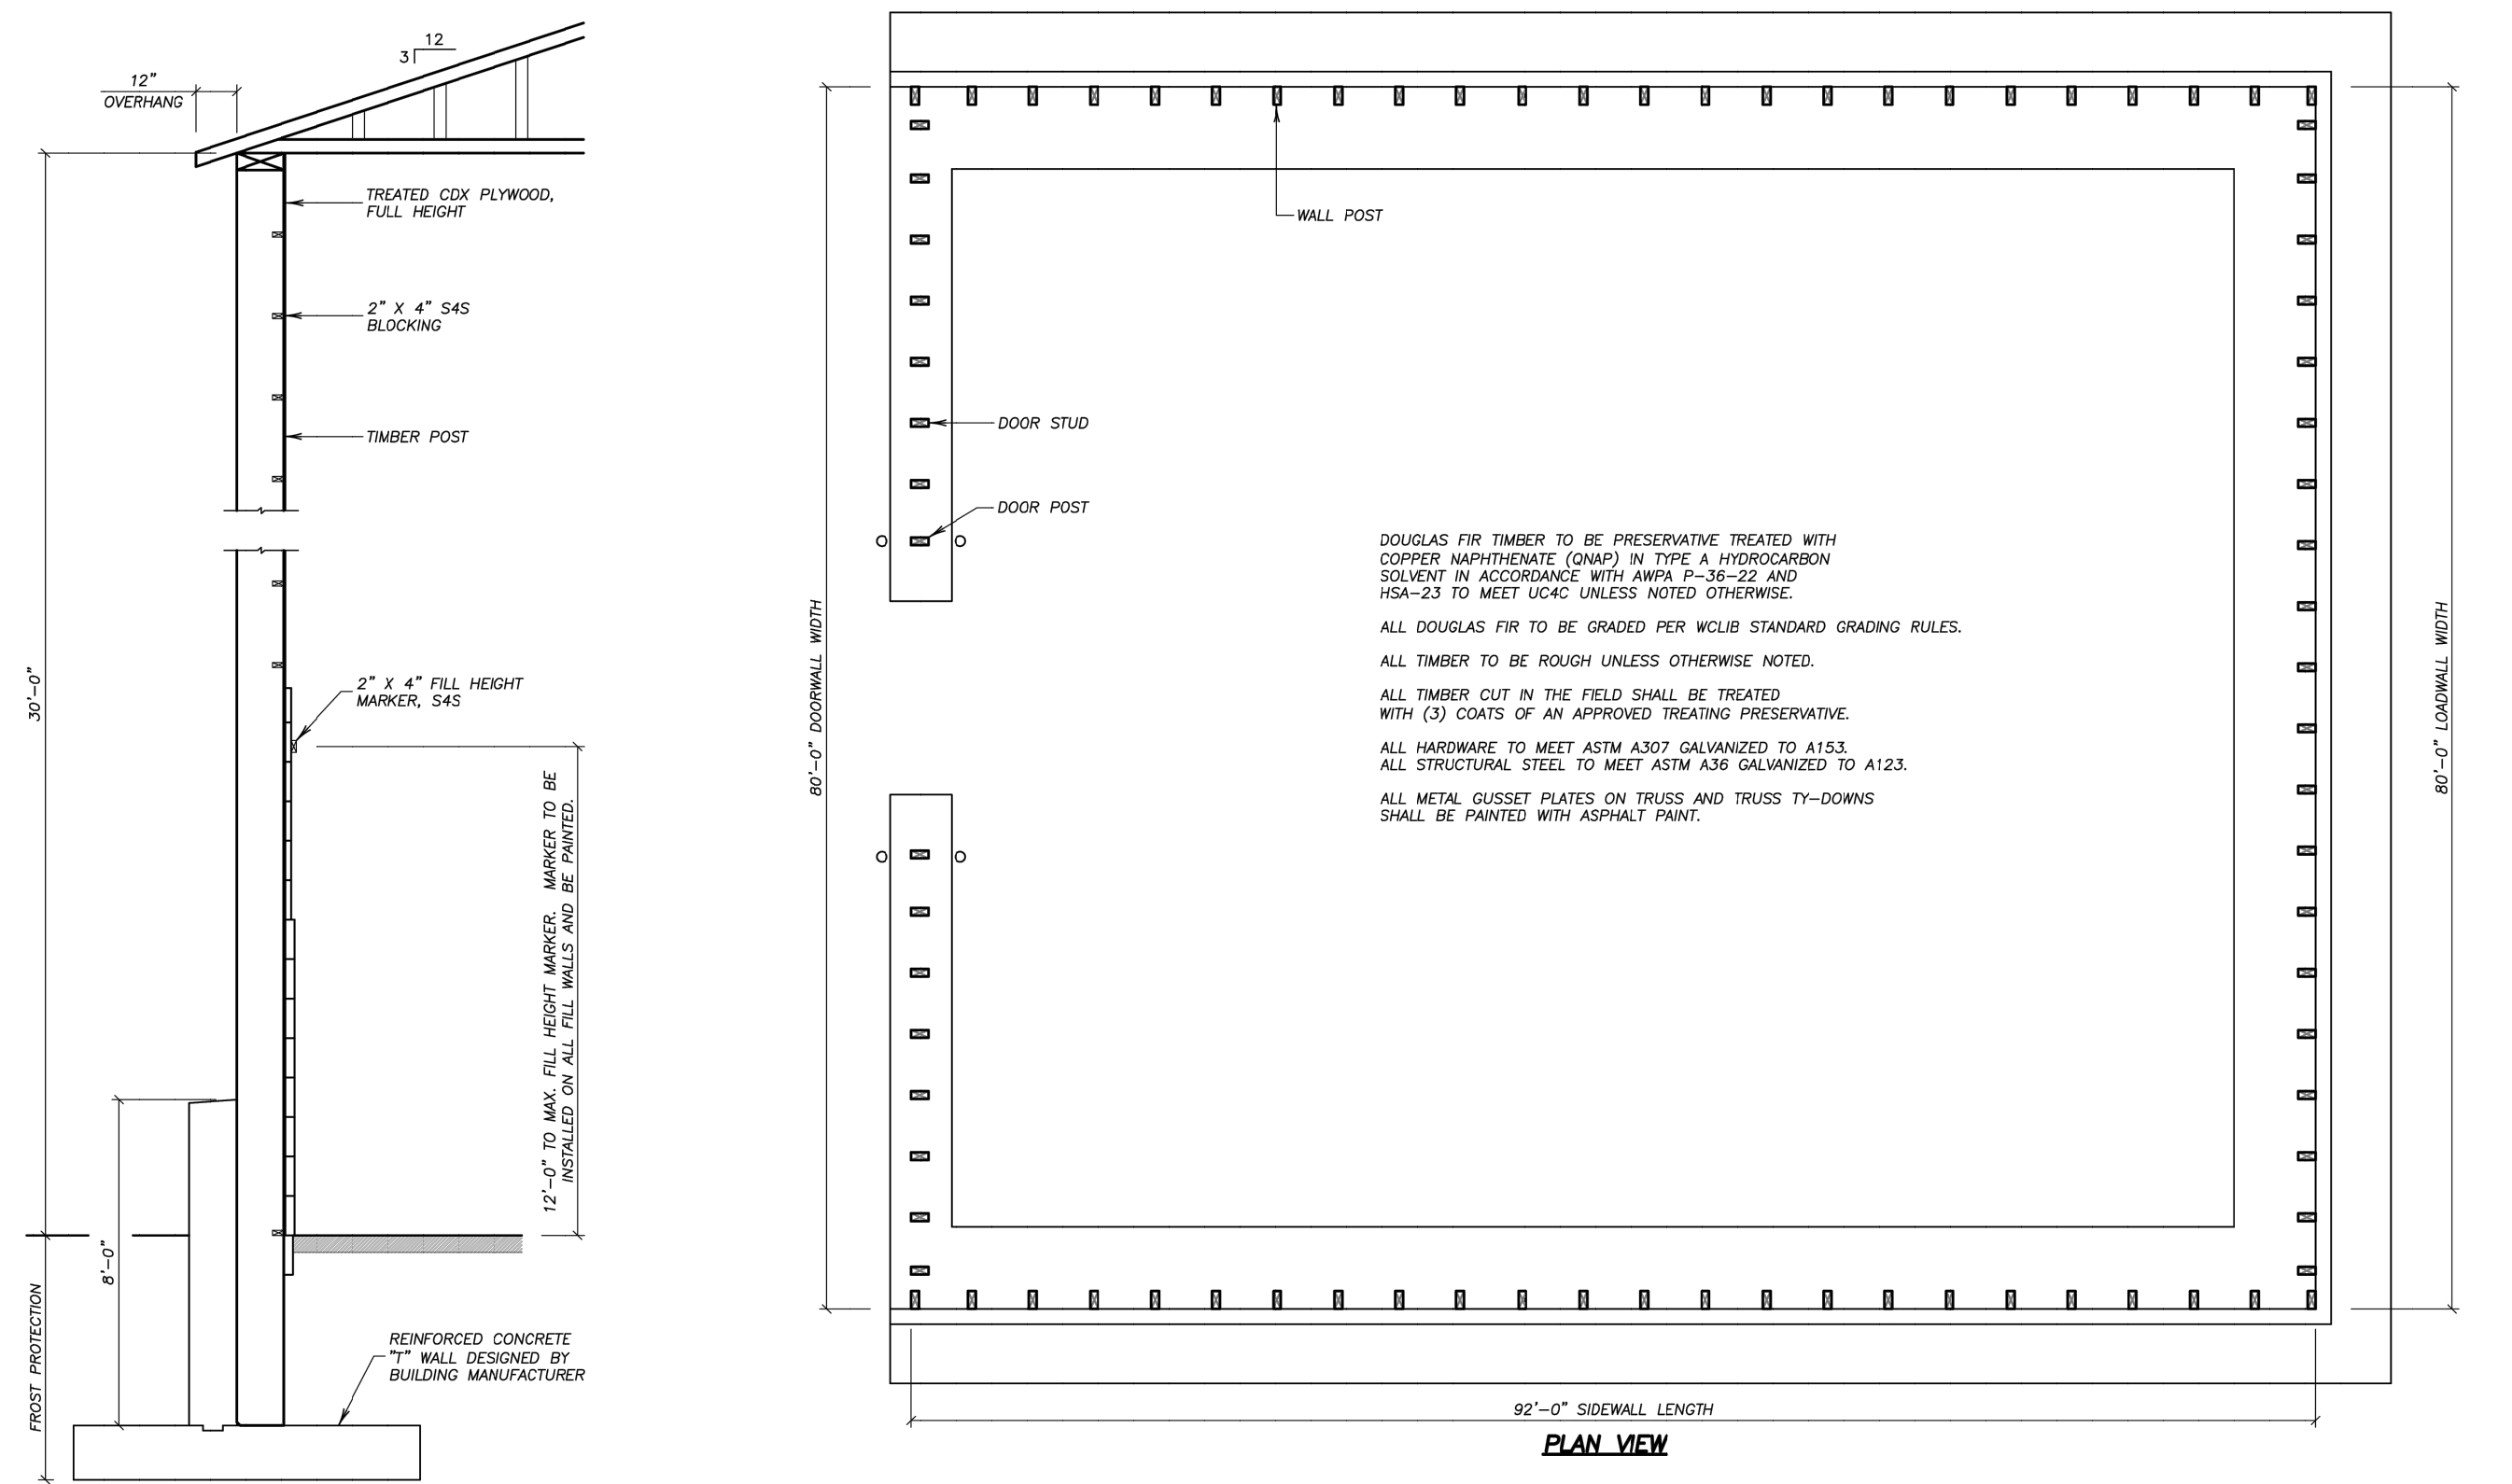 12
3
12"
OVERHANG
TREATED CDX PLYWOOD,
FULL HEIGHT
2" X 4" S4S
BLOCKING
TIMBER POST
30'-0"
2" X 4" FILL HEIGHT
MARKER, S4S
12'-0" TO MAX. FILL HEIGHT MARKER. MARKER TO BE
INSTALLED ON ALL FILL WALLS AND BE PAINTED.
8'-0"
FROST PROTECTION
REINFORCED CONCRETE
"T" WALL DESIGNED BY
BUILDING MANUFACTURER
WALL POST
DOOR STUD
DOOR POST
80'-0" DOORWALL WIDTH
DOUGLAS FIR TIMBER TO BE PRESERVATIVE TREATED WITH
COPPER NAPHTHENATE (QNAP) IN TYPE A HYDROCARBON
SOLVENT IN ACCORDANCE WITH AWPA P-36-22 AND
HSA-23 TO MEET UC4C UNLESS NOTED OTHERWISE.
ALL DOUGLAS FIR TO BE GRADED PER WCLIB STANDARD GRADING RULES.
ALL TIMBER TO BE ROUGH UNLESS OTHERWISE NOTED.
ALL TIMBER CUT IN THE FIELD SHALL BE TREATED
WITH (3) COATS OF AN APPROVED TREATING PRESERVATIVE.
ALL HARDWARE TO MEET ASTM A307 GALVANIZED TO A153.
ALL STRUCTURAL STEEL TO MEET ASTM A36 GALVANIZED TO A123.
ALL METAL GUSSET PLATES ON TRUSS AND TRUSS TY-DOWNS
SHALL BE PAINTED WITH ASPHALT PAINT.
80'-0" LOADWALL WIDTH
92'-0" SIDEWALL LENGTH
PLAN VIEW